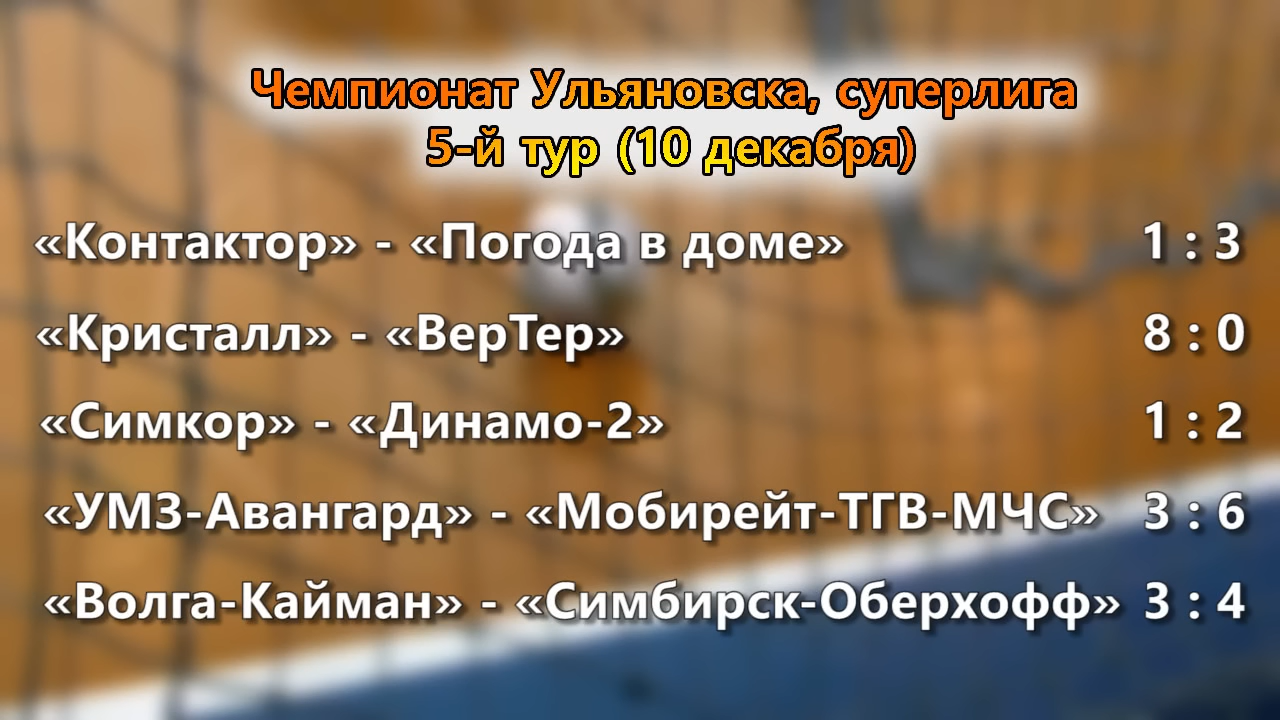 Чемпионат Ульяновска, суперлига
5-й тур (10 декабря)
«Контактор» - «Погода в доме» 1 : 3
«Кристалл» - «ВерТер» 8 : 0
«Симкор» - «Динамо-2» 1 : 2
«УМЗ-Авангард» - «Мобирейт-ТГВ-МЧС» 3 : 6
«Волга-Кайман» - «Симбирск-Оберхофф» 3 : 4